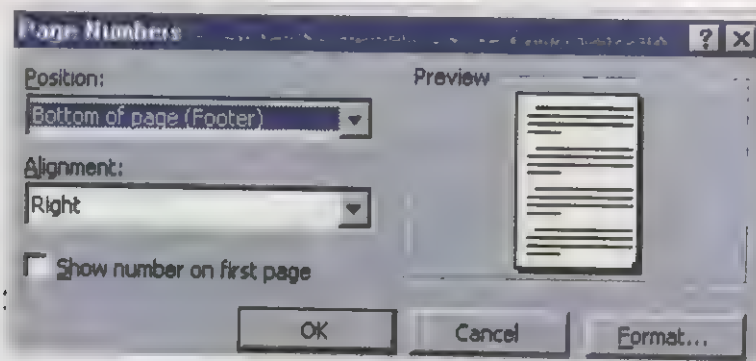 Page Numbers
Position:
Preview
Bottom of page (Footer)
Alignment:
Right
Show number on first page
OK
Cancel
Format...